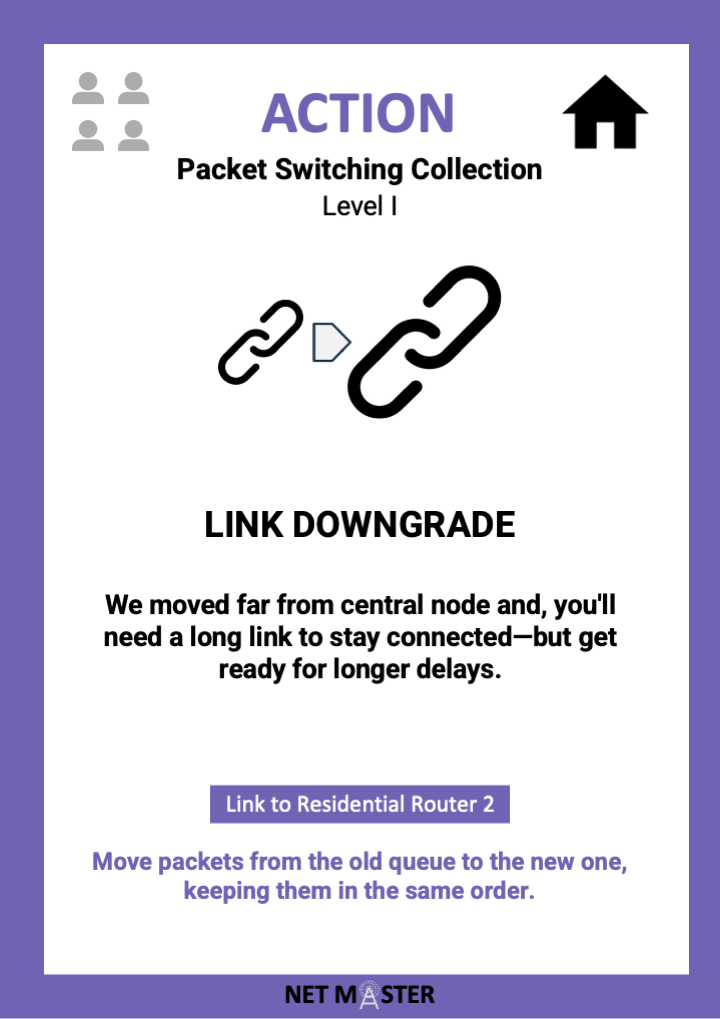 ACTION
Packet Switching Collection
Level I
LINK DOWNGRADE
We moved far from central node and, you'll
need a long link to stay connected—but get
ready for longer delays.
Link to Residential Router 2
Move packets from the old queue to the new one,
keeping them in the same order.
NET MASTER